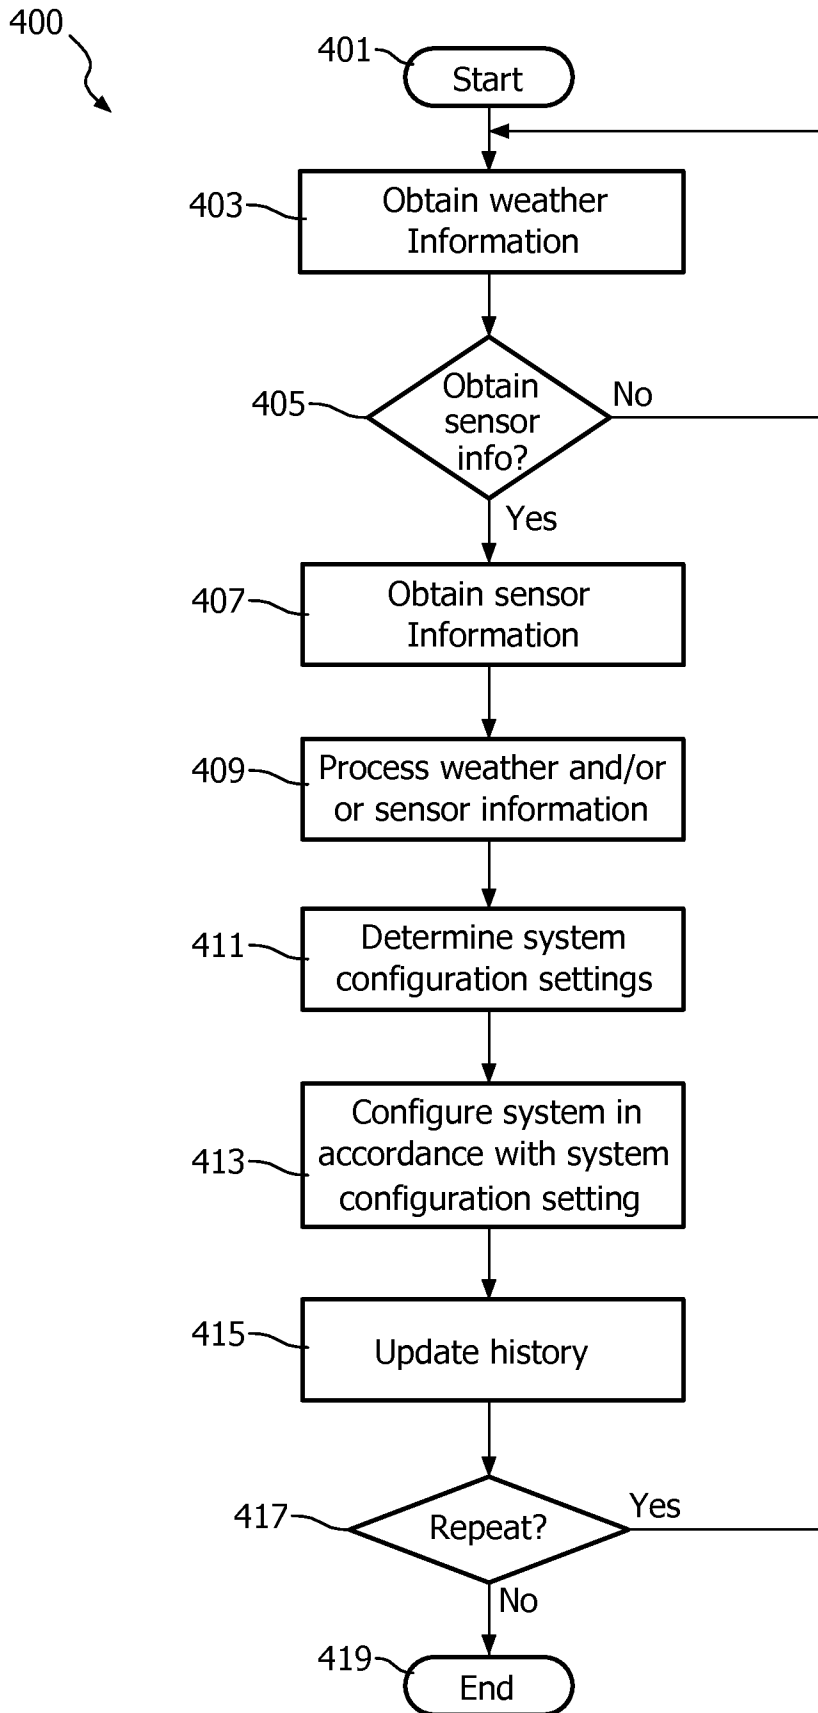 400
401
Start
403
Obtain weather
Information
405
Obtain
sensor
info?
No
Yes
407
Obtain sensor
Information
409
Process weather and/or
or sensor information
411
Determine system
configuration settings
413
Configure system in
accordance with system
configuration setting
415
Update history
417
Repeat?
Yes
No
419
End